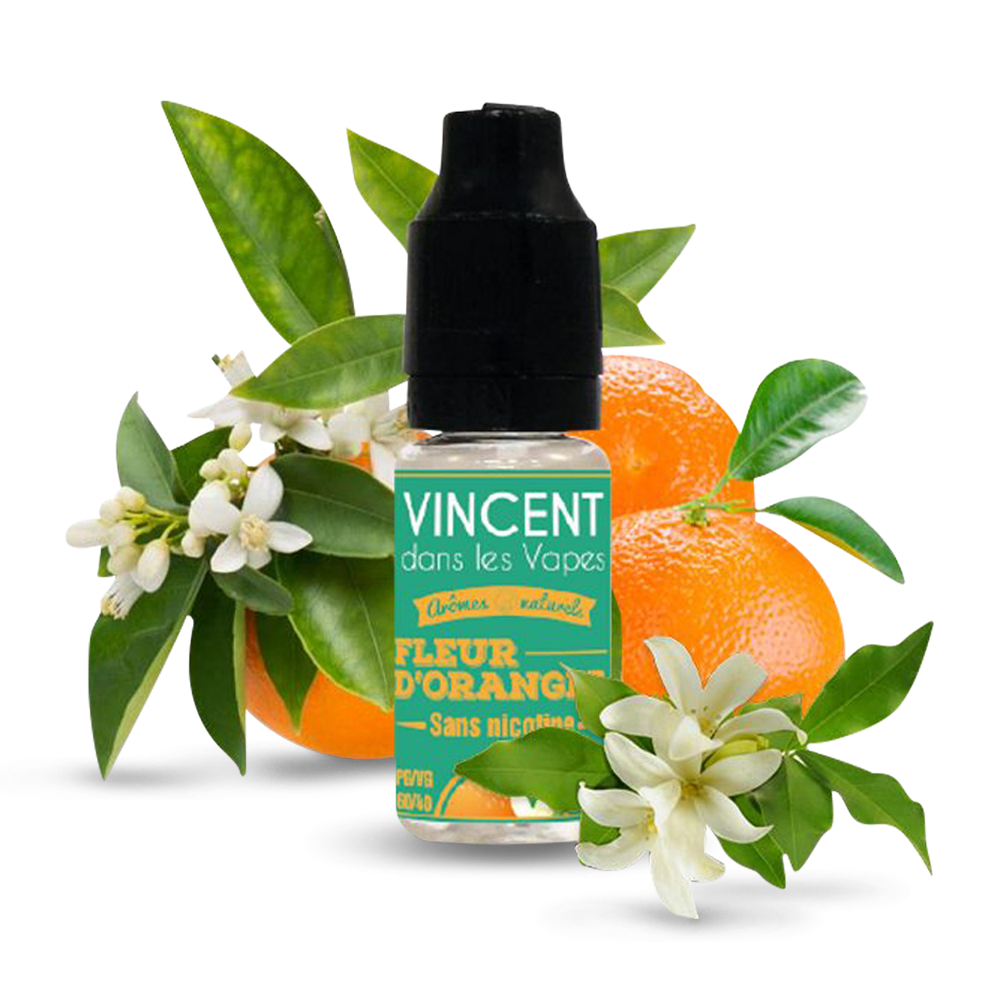 VINCENT
dans les Vapes
Arômes naturels
FLEUR
D'ORANGE
Sans nicotine
PG/VG
60/40